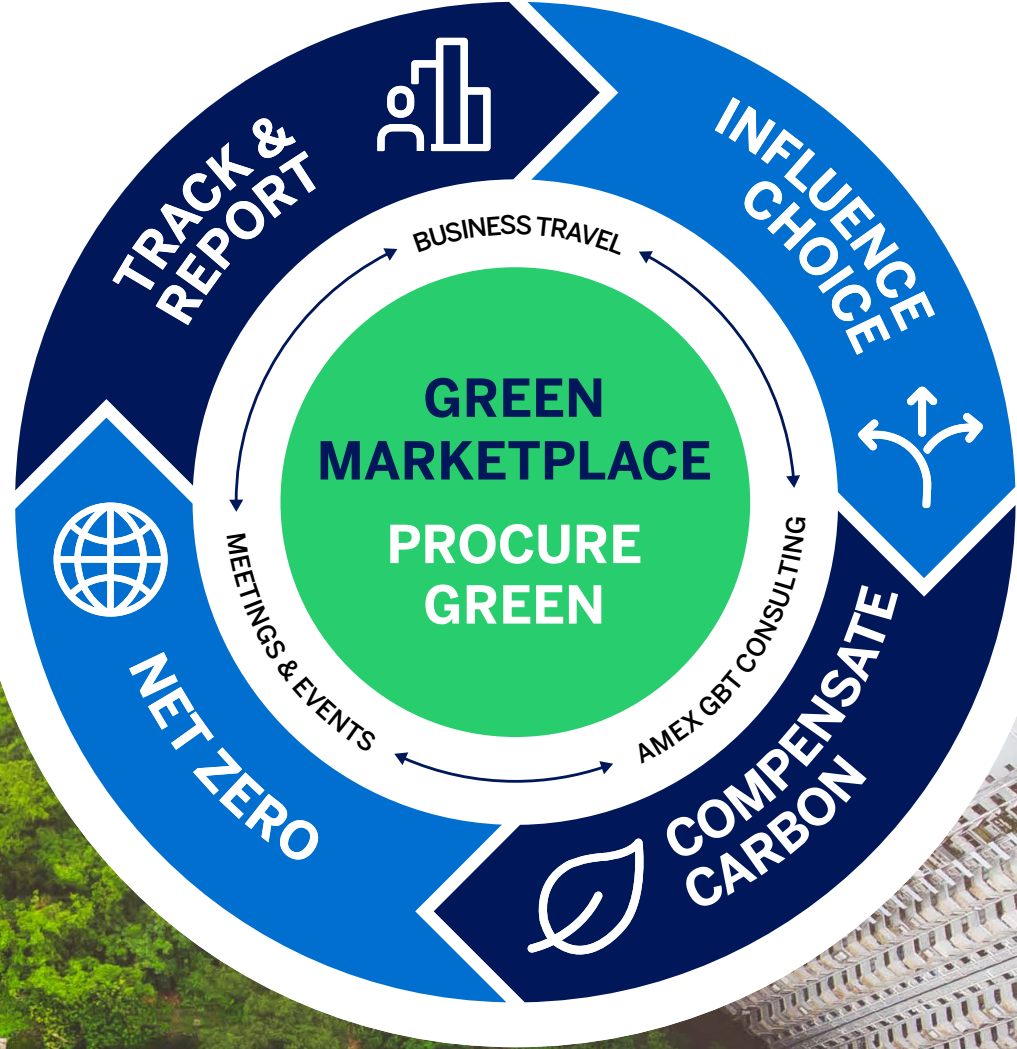 TRACK &
REPORT
INFLUENCE
CHOICE
BUSINESS TRAVEL
GREEN
MARKETPLACE
PROCURE
GREEN
MEETINGS & EVENTS
AMEX GBT CONSULTING
COMPENSATE
CARBON
NET ZERO